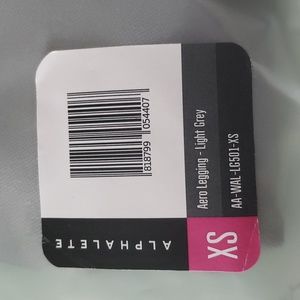 ALPHALETE
818799 054407
Aero Legging - Light Grey
AA-WAL-LG501-XS
XS